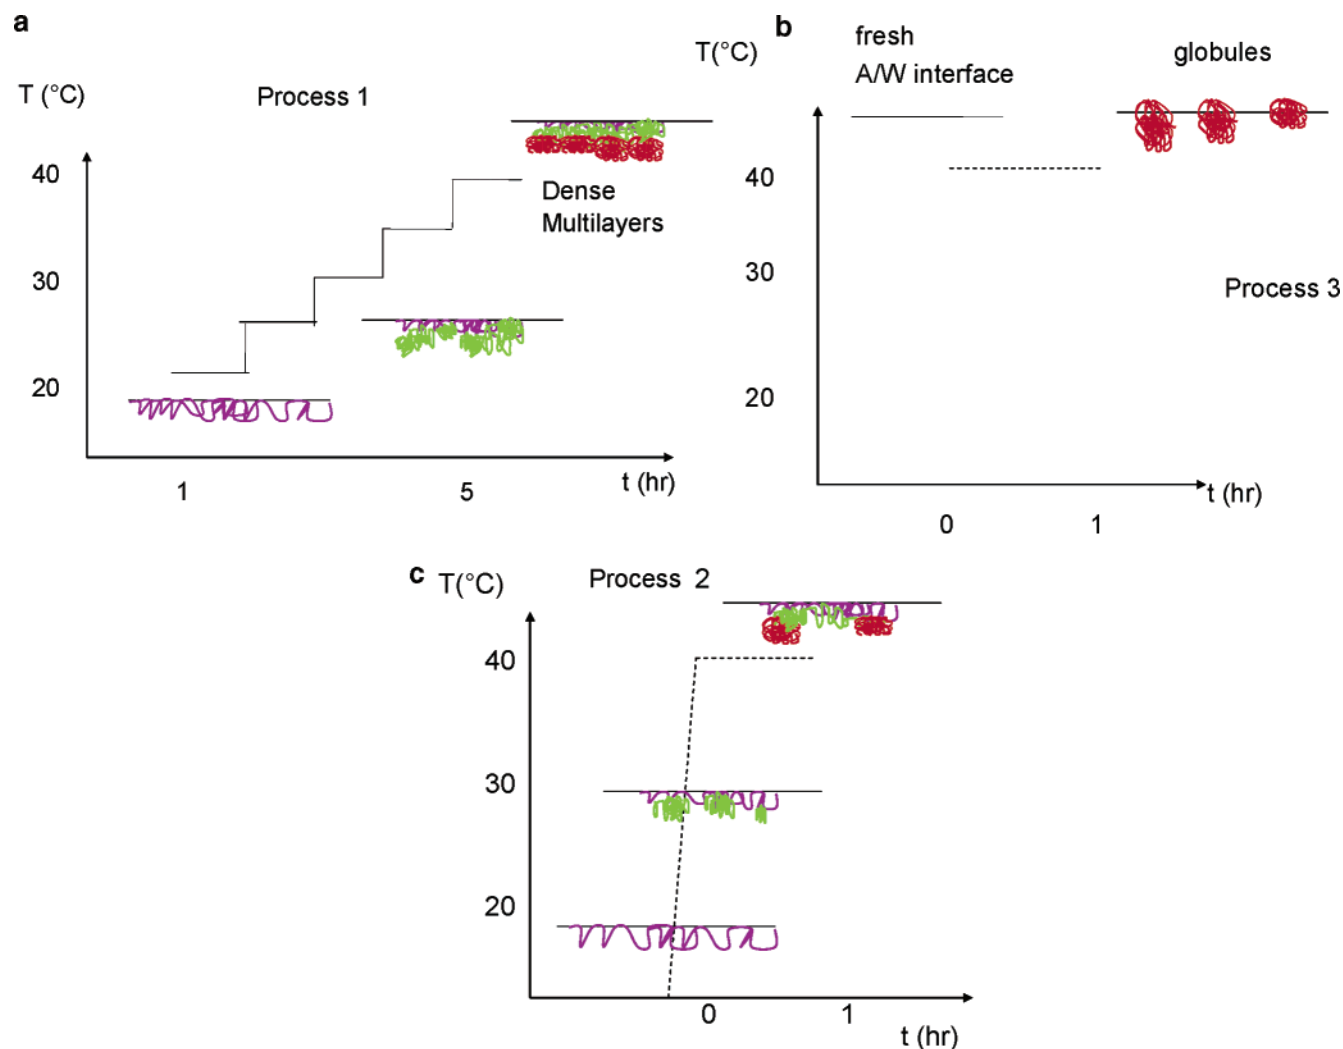 a
T (°C)
Process 1
40
30
20
Dense
Multilayers
1
5
t (hr)
b
T(°C)
fresh
A/W interface
globules
40
30
20
Process 3
0
1
t (hr)
c
T(°C)
Process 2
40
30
20
0
1
t (hr)